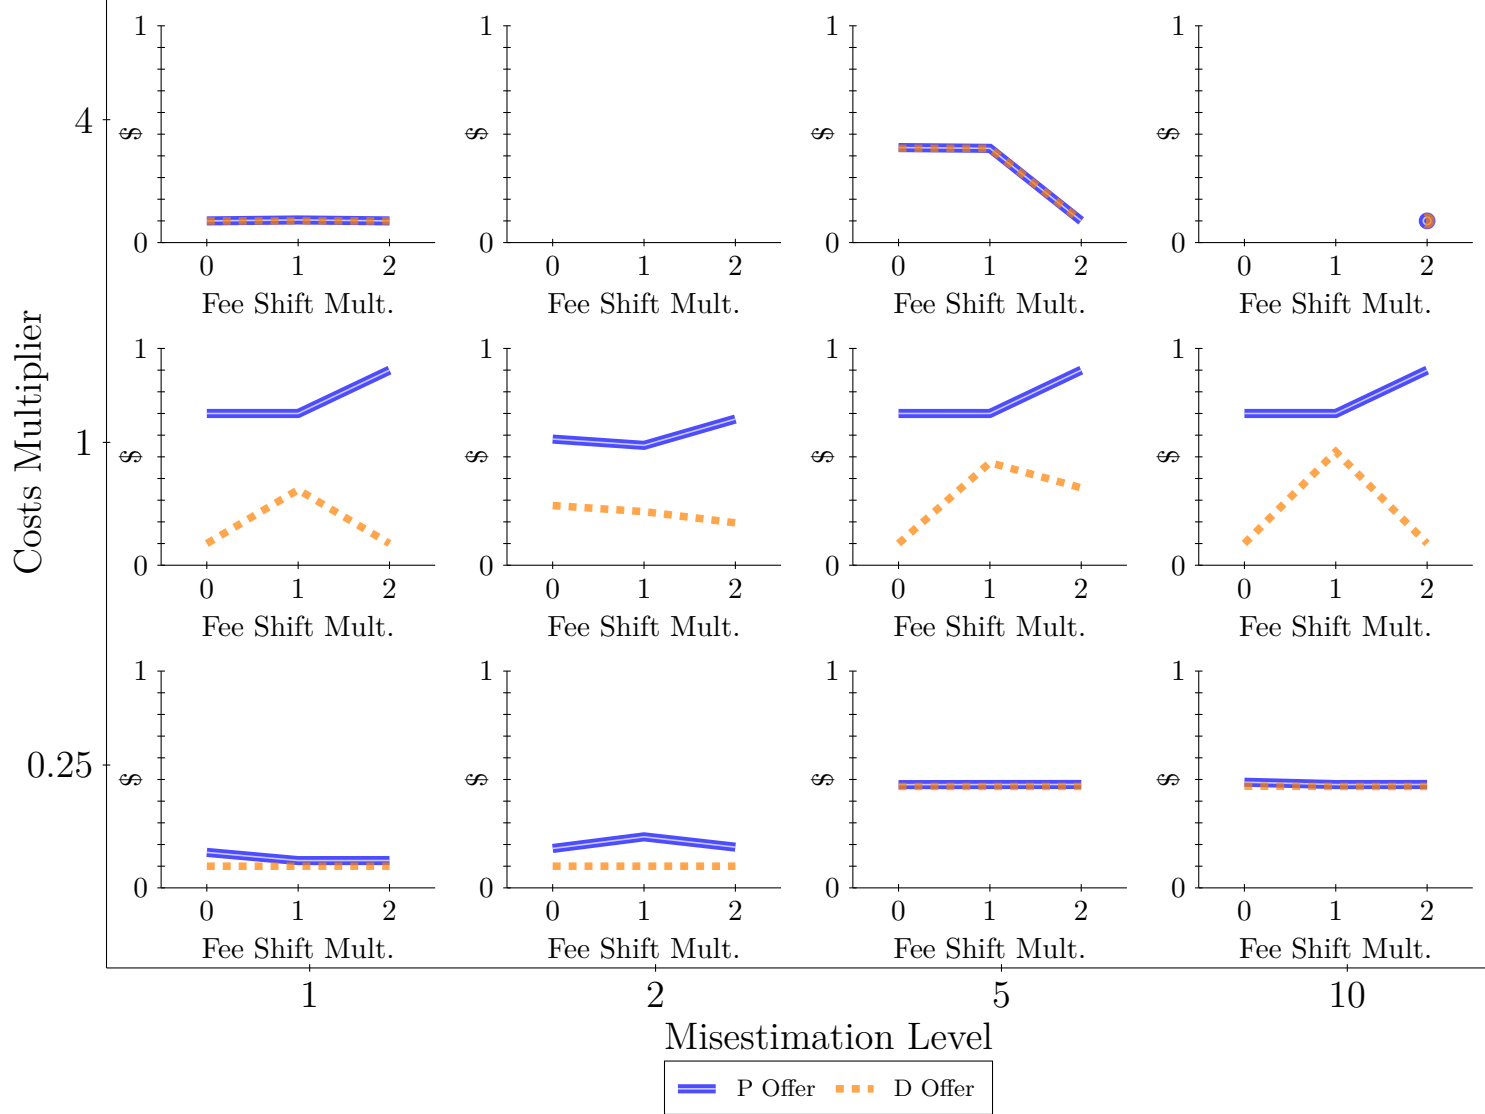 Costs Multiplier
4
1
$
0
0 1 2
Fee Shift Mult.
1
$
0
0 1 2
Fee Shift Mult.
1
$
0
0 1 2
Fee Shift Mult.
1
$
0
0 1 2
Fee Shift Mult.
1
1
$
0
0 1 2
Fee Shift Mult.
1
$
0
0 1 2
Fee Shift Mult.
1
$
0
0 1 2
Fee Shift Mult.
1
$
0
0 1 2
Fee Shift Mult.
0.25
1
$
0
0 1 2
Fee Shift Mult.
1
$
0
0 1 2
Fee Shift Mult.
1
$
0
0 1 2
Fee Shift Mult.
1
$
0
0 1 2
Fee Shift Mult.
1 2 5 10
Misestimation Level
P Offer D Offer